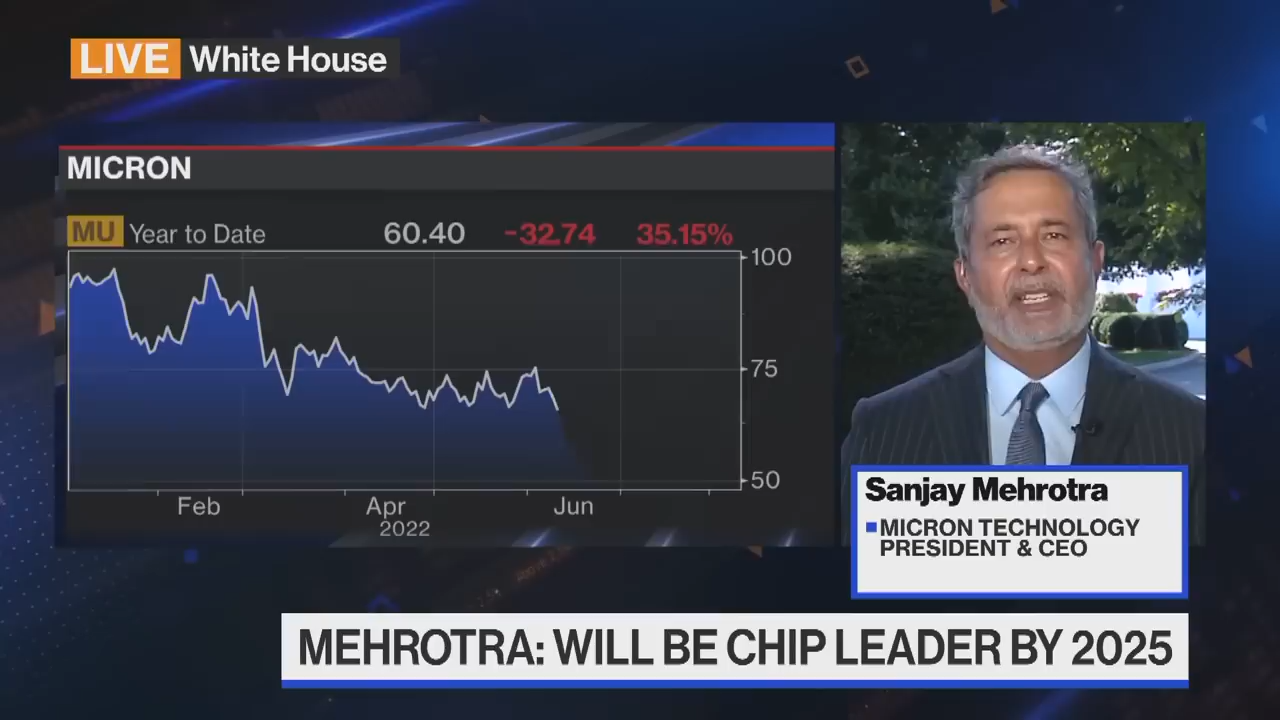 LIVE White House
MICRON
MU Year to Date 60.40 -32.74 35.15%
100
75
50
Feb Apr Jun
2022
Sanjay Mehrotra
MICRON TECHNOLOGY
PRESIDENT & CEO
MEHROTRA: WILL BE CHIP LEADER BY 2025